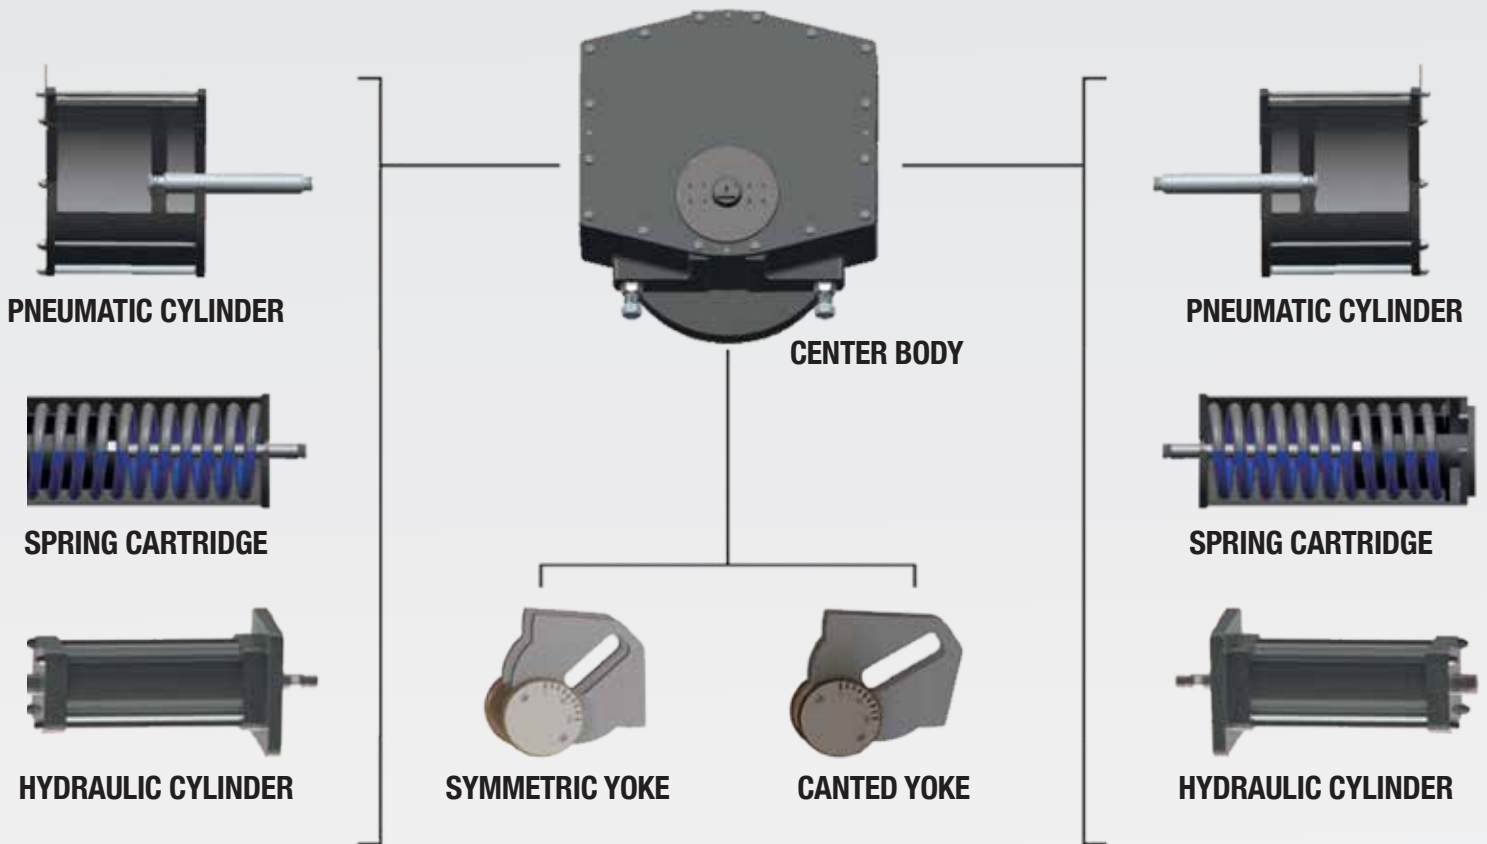 PNEUMATIC CYLINDER
PNEUMATIC CYLINDER
CENTER BODY
SPRING CARTRIDGE
SPRING CARTRIDGE
HYDRAULIC CYLINDER
SYMMETRIC YOKE
CANTED YOKE
HYDRAULIC CYLINDER